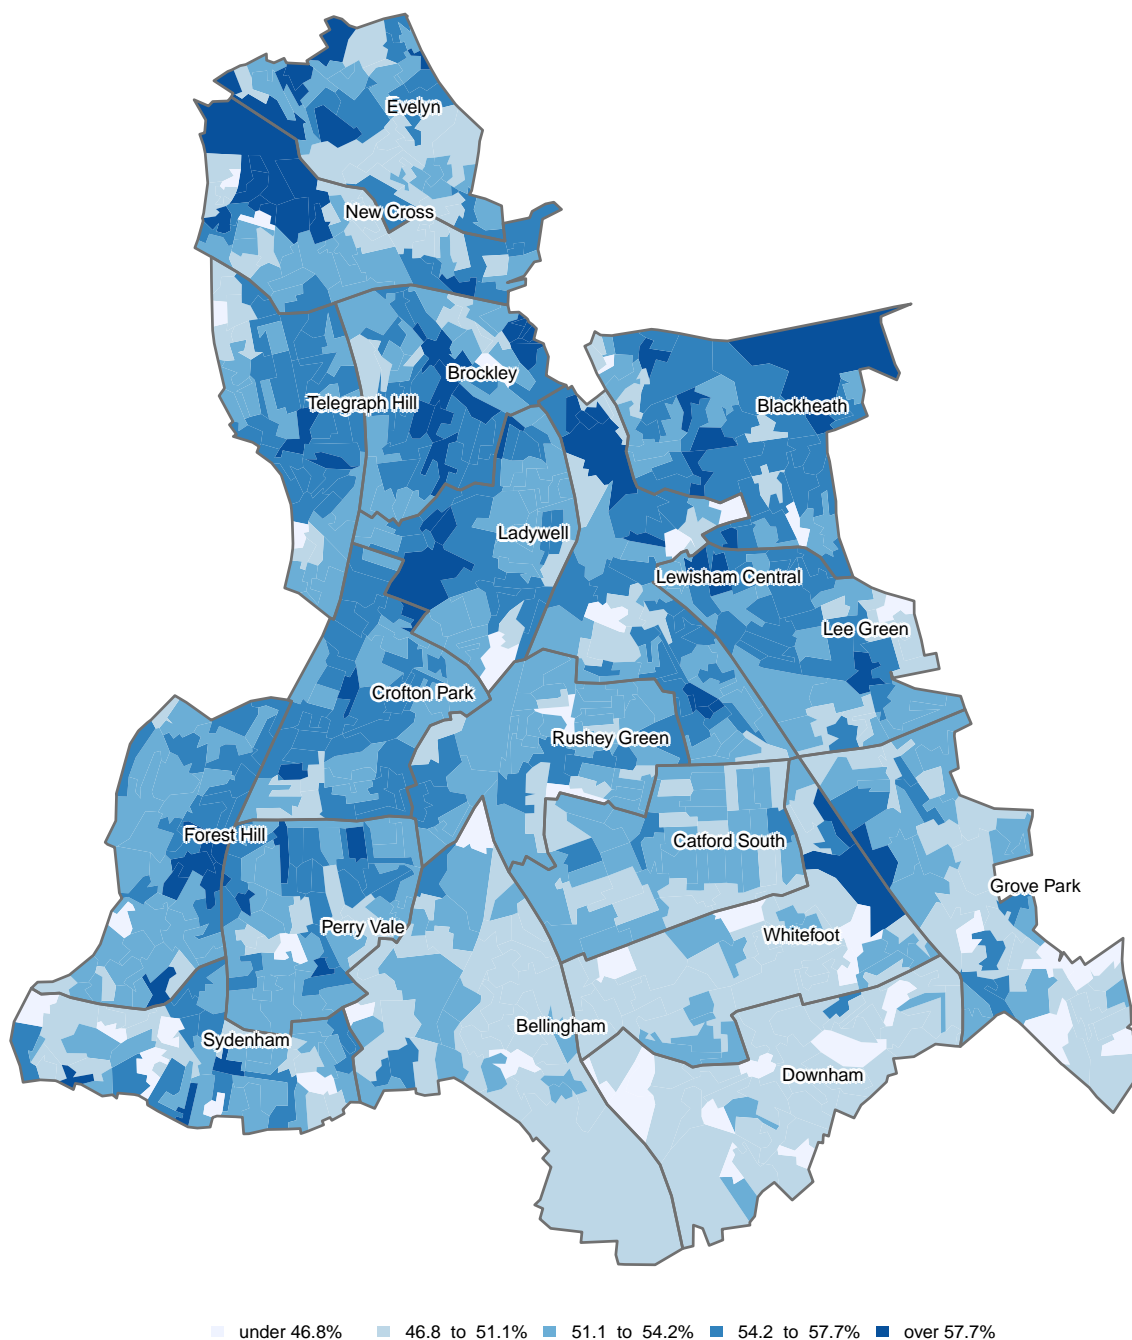 Evelyn
New Cross
Brockley
Telegraph Hill
Blackheath
Ladywell
Lewisham Central
Lee Green
Crofton Park
Rushey Green
Forest Hill
Catford South
Grove Park
Perry Vale
Whitefoot
Bellingham
Sydenham
Downham
under 46.8% 46.8 to 51.1% 51.1 to 54.2% 54.2 to 57.7% over 57.7%